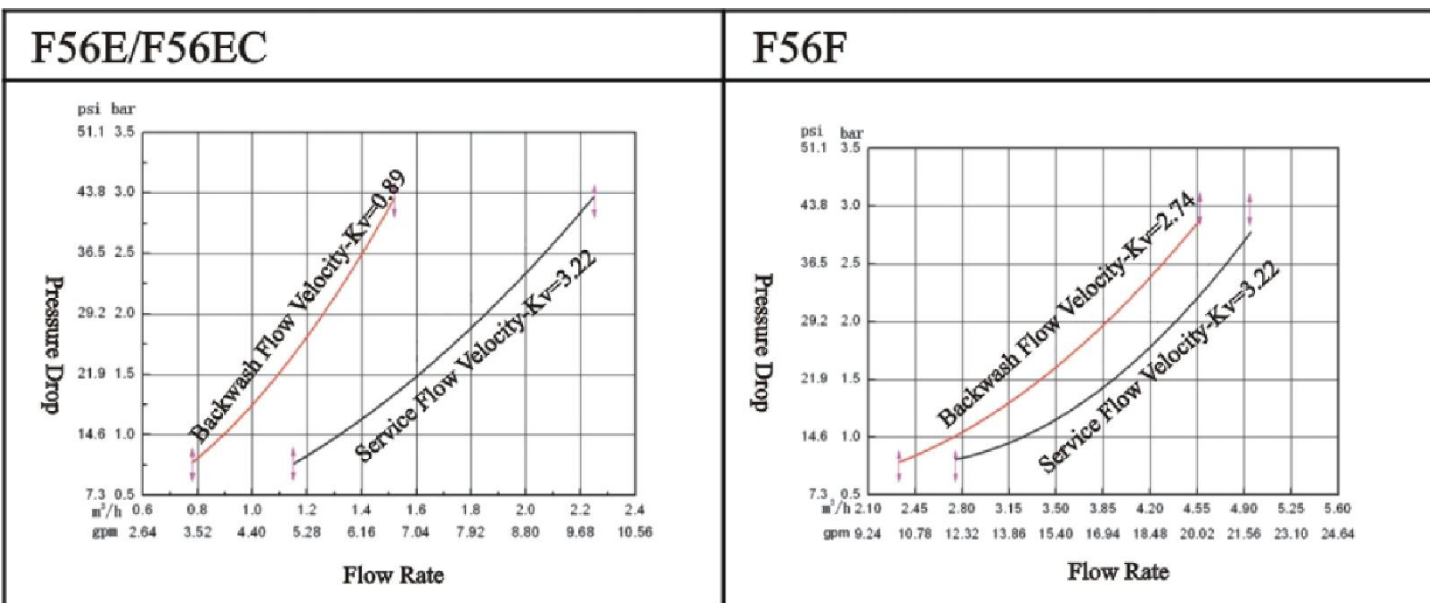 F56E/F56EC
psi bar
51.1 3.5
43.8 3.0
36.5 2.5
29.2 2.0
21.9 1.5
14.6 1.0
7.3 0.5
Pressure Drop
Backwash Flow Velocity-Kv=0.89
Service Flow Velocity-Kv=3.22
m³/h 0.6 0.8 1.0 1.2 1.4 1.6 1.8 2.0 2.2 2.4
gpm 2.64 3.52 4.40 5.28 6.16 7.04 7.92 8.80 9.68 10.56
Flow Rate
F56F
psi bar
51.1 3.5
43.8 3.0
36.5 2.5
29.2 2.0
21.9 1.5
14.6 1.0
7.3 0.5
Pressure Drop
Backwash Flow Velocity-Kv=2.74
Service Flow Velocity-Kv=3.22
m³/h 2.10 2.45 2.80 3.15 3.50 3.85 4.20 4.55 4.90 5.25 5.60
gpm 9.24 10.78 12.32 13.86 15.40 16.94 18.48 20.02 21.56 23.10 24.64
Flow Rate